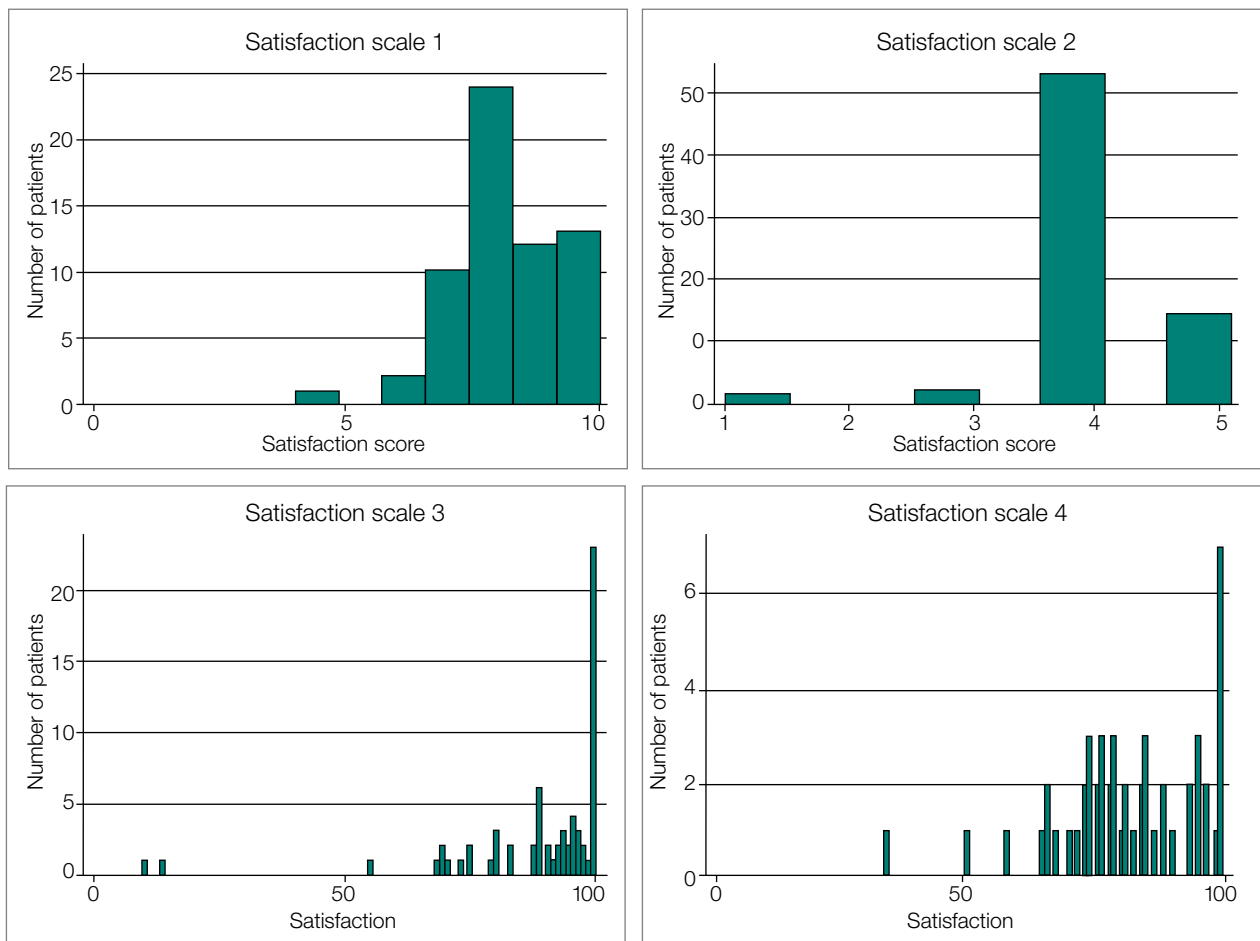 Satisfaction scale 1
25
20
15
10
5
0
Number of patients
0 5 10
Satisfaction score
Satisfaction scale 2
50
40
30
20
0
0
Number of patients
1 2 3 4 5
Satisfaction score
Satisfaction scale 3
20
15
10
5
0
Number of patients
0 50 100
Satisfaction
Satisfaction scale 4
6
4
2
0
Number of patients
0 50 100
Satisfaction